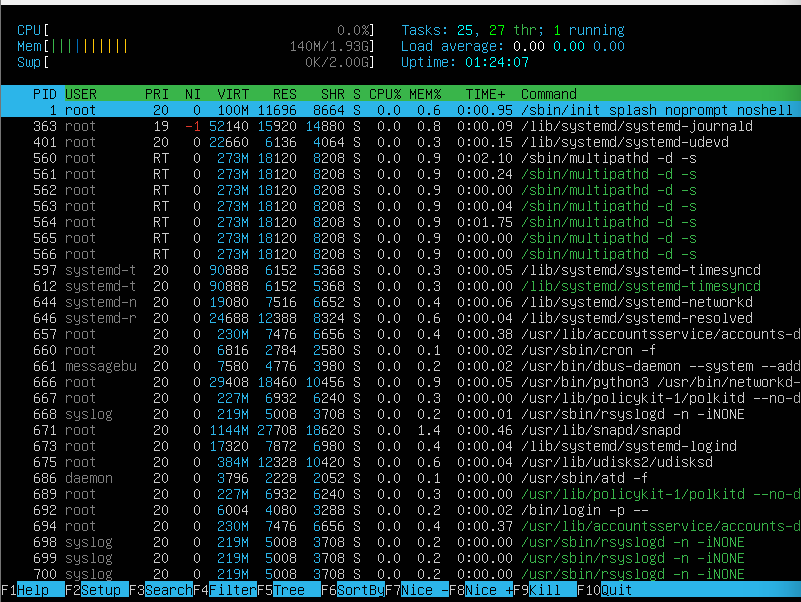 CPU[ 0.0%] Tasks: 25, 27 thr; 1 running
Mem[|||||||||| 140M/1.93G] Load average: 0.00 0.00 0.00
Swp[ 0K/2.00G] Uptime: 01:24:07
PID USER PRI NI VIRT RES SHR S CPU% MEM% TIME+ Command
1 root 20 0 100M 11696 8664 S 0.0 0.6 0:00.95 /sbin/init splash noprompt noshell
363 root 19 -1 52140 15920 14880 S 0.0 0.8 0:00.09 /lib/systemd/systemd-journald
401 root 20 0 22660 6136 4064 S 0.0 0.3 0:00.15 /lib/systemd/systemd-udevd
560 root RT 0 273M 18120 8208 S 0.0 0.9 0:02.10 /sbin/multipathd -d -s
561 root RT 0 273M 18120 8208 S 0.0 0.9 0:00.24 /sbin/multipathd -d -s
562 root RT 0 273M 18120 8208 S 0.0 0.9 0:00.00 /sbin/multipathd -d -s
563 root RT 0 273M 18120 8208 S 0.0 0.9 0:00.04 /sbin/multipathd -d -s
564 root RT 0 273M 18120 8208 S 0.0 0.9 0:01.75 /sbin/multipathd -d -s
565 root RT 0 273M 18120 8208 S 0.0 0.9 0:00.00 /sbin/multipathd -d -s
566 root RT 0 273M 18120 8208 S 0.0 0.9 0:00.00 /sbin/multipathd -d -s
597 systemd-t 20 0 90888 6152 5368 S 0.0 0.3 0:00.05 /lib/systemd/systemd-timesyncd
612 systemd-t 20 0 90888 6152 5368 S 0.0 0.3 0:00.00 /lib/systemd/systemd-timesyncd
644 systemd-n 20 0 19080 7516 6652 S 0.0 0.4 0:00.06 /lib/systemd/systemd-networkd
646 systemd-r 20 0 24688 12388 8324 S 0.0 0.6 0:00.04 /lib/systemd/systemd-resolved
657 root 20 0 230M 7476 6656 S 0.0 0.4 0:00.38 /usr/lib/accountsservice/accounts-d
660 root 20 0 6816 2784 2580 S 0.0 0.1 0:00.02 /usr/sbin/cron -f
661 messagebu 20 0 7580 4776 3980 S 0.0 0.2 0:00.02 /usr/bin/dbus-daemon --system --add
666 root 20 0 29408 18460 10456 S 0.0 0.9 0:00.05 /usr/bin/python3 /usr/bin/networkd-
667 root 20 0 227M 6932 6240 S 0.0 0.3 0:00.00 /usr/lib/policykit-1/polkitd --no-d
668 syslog 20 0 219M 5008 3708 S 0.0 0.2 0:00.01 /usr/sbin/rsyslogd -n -iNONE
671 root 20 0 1144M 27708 18620 S 0.0 1.4 0:00.46 /usr/lib/snapd/snapd
673 root 20 0 17320 7872 6980 S 0.0 0.4 0:00.04 /lib/systemd/systemd-logind
675 root 20 0 384M 12328 10420 S 0.0 0.6 0:00.04 /usr/lib/udisks2/udisksd
686 daemon 20 0 3796 2228 2052 S 0.0 0.1 0:00.00 /usr/sbin/atd -f
689 root 20 0 227M 6932 6240 S 0.0 0.3 0:00.00 /usr/lib/policykit-1/polkitd --no-d
692 root 20 0 6004 4080 3288 S 0.0 0.2 0:00.02 /bin/login -p --
694 root 20 0 230M 7476 6656 S 0.0 0.4 0:00.37 /usr/lib/accountsservice/accounts-d
698 syslog 20 0 219M 5008 3708 S 0.0 0.2 0:00.00 /usr/sbin/rsyslogd -n -iNONE
699 syslog 20 0 219M 5008 3708 S 0.0 0.2 0:00.00 /usr/sbin/rsyslogd -n -iNONE
700 syslog 20 0 219M 5008 3708 S 0.0 0.2 0:00.00 /usr/sbin/rsyslogd -n -iNONE
F1Help F2Setup F3SearchF4FilterF5Tree F6SortByF7Nice -F8Nice +F9Kill F10Quit